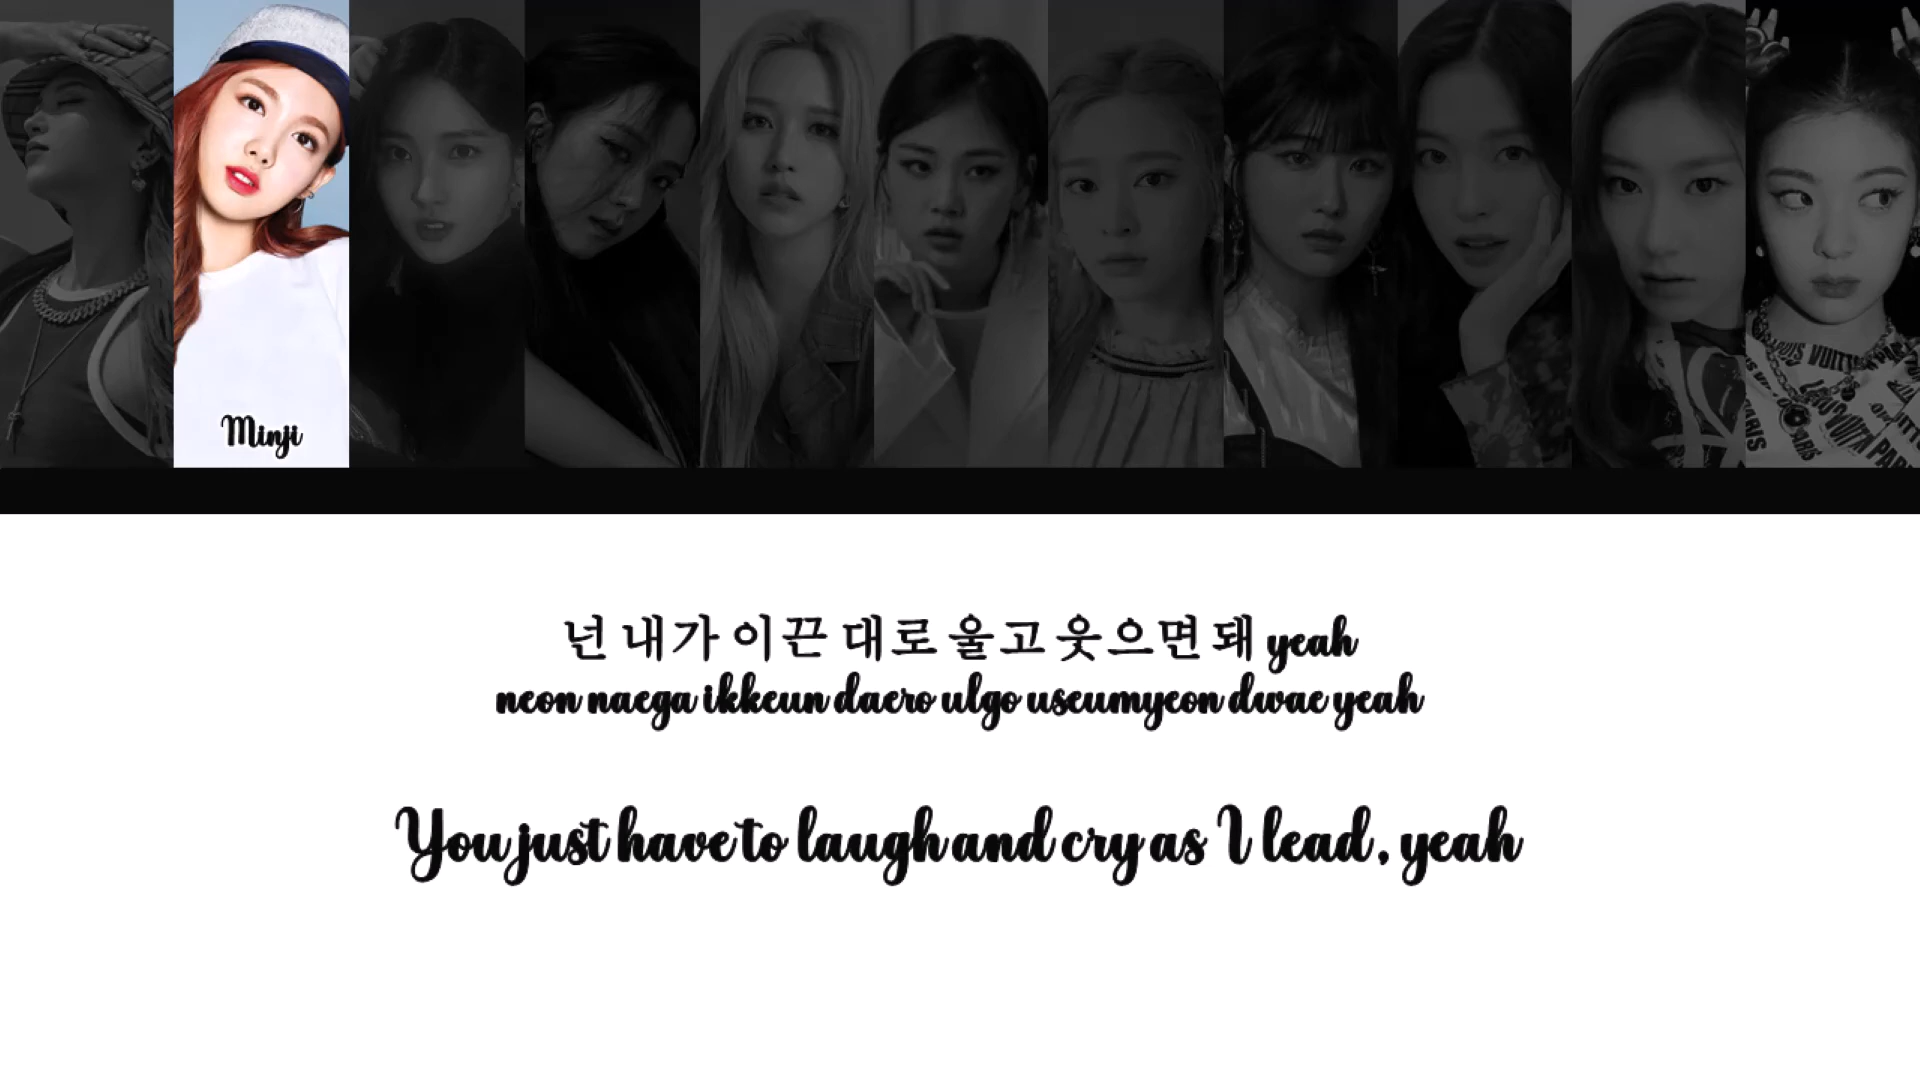 Minji
넌 내가 이끈 대로 울고 웃으면 돼 yeah
neon naega ikkeun daero ulgo useumyeon dwae yeah
You just have to laugh and cry as I lead, yeah